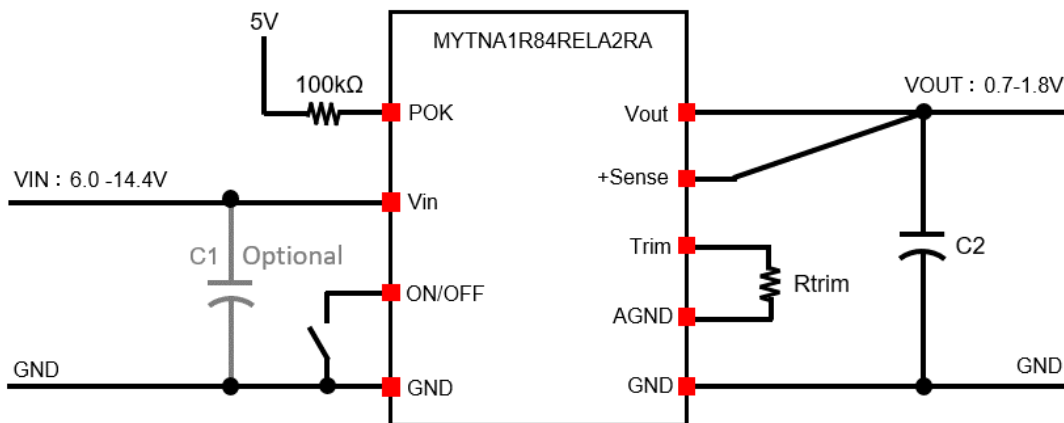 5V
MYTNA1R84RELA2RA
100kΩ
POK
Vout
VOUT : 0.7-1.8V
VIN : 6.0 -14.4V
Vin
+Sense
C1 Optional
Trim
C2
Rtrim
ON/OFF
AGND
GND
GND
GND
GND